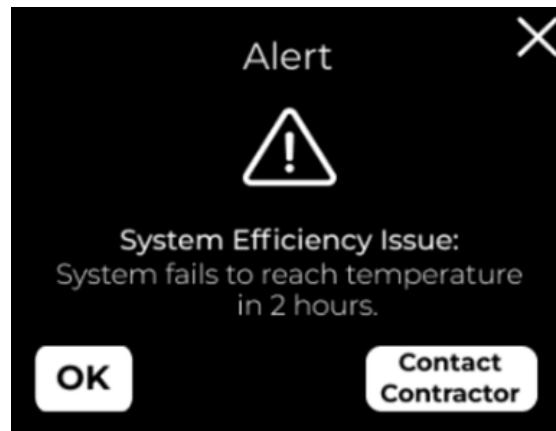 Alert
System Efficiency Issue:
System fails to reach temperature
in 2 hours.
OK
Contact
Contractor